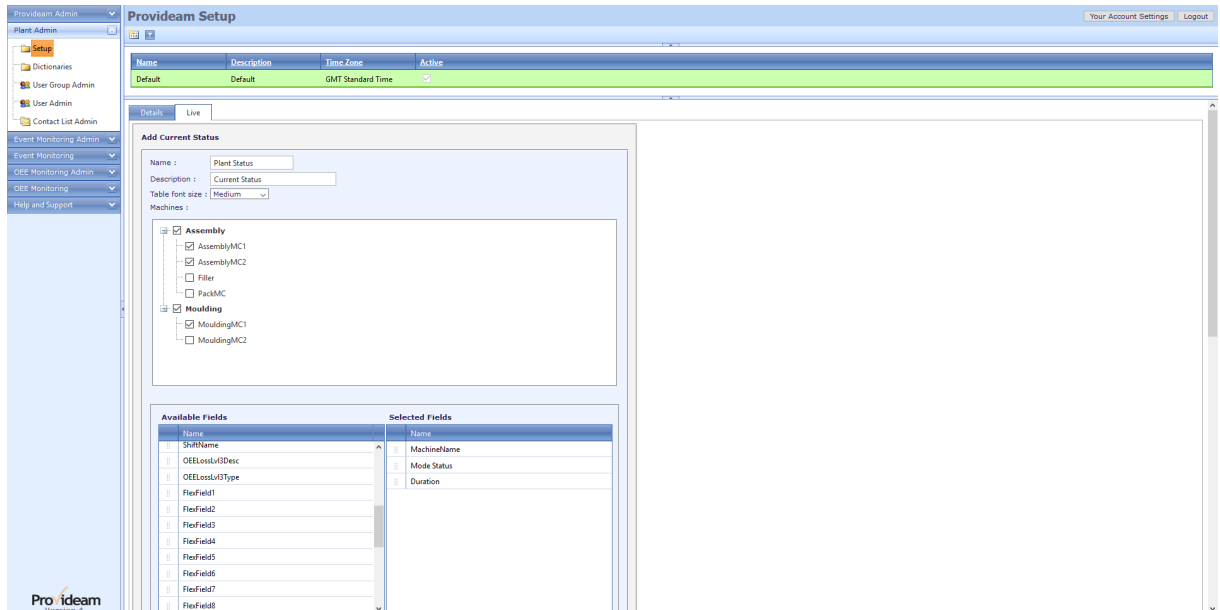 Provideam Admin
Plant Admin
Setup
Dictionaries
User Group Admin
User Admin
Contact List Admin
Event Monitoring Admin
Event Monitoring
OEE Monitoring Admin
OEE Monitoring
Help and Support
Provideam
Provideam Setup
Your Account Settings Logout
Name Description Time Zone Active
Default Default GMT Standard Time
Details Live
Add Current Status
Name : Plant Status
Description : Current Status
Table font size : Medium
Machines :
Assembly
AssemblyMC1
AssemblyMC2
Filler
PackMC
Moulding
MouldingMC1
MouldingMC2
Available Fields
Name
ShiftName
OEELossLvl3Desc
OEELossLvl3Type
FlexField1
FlexField2
FlexField3
FlexField4
FlexField5
FlexField6
FlexField7
FlexField8
Selected Fields
Name
MachineName
Mode Status
Duration